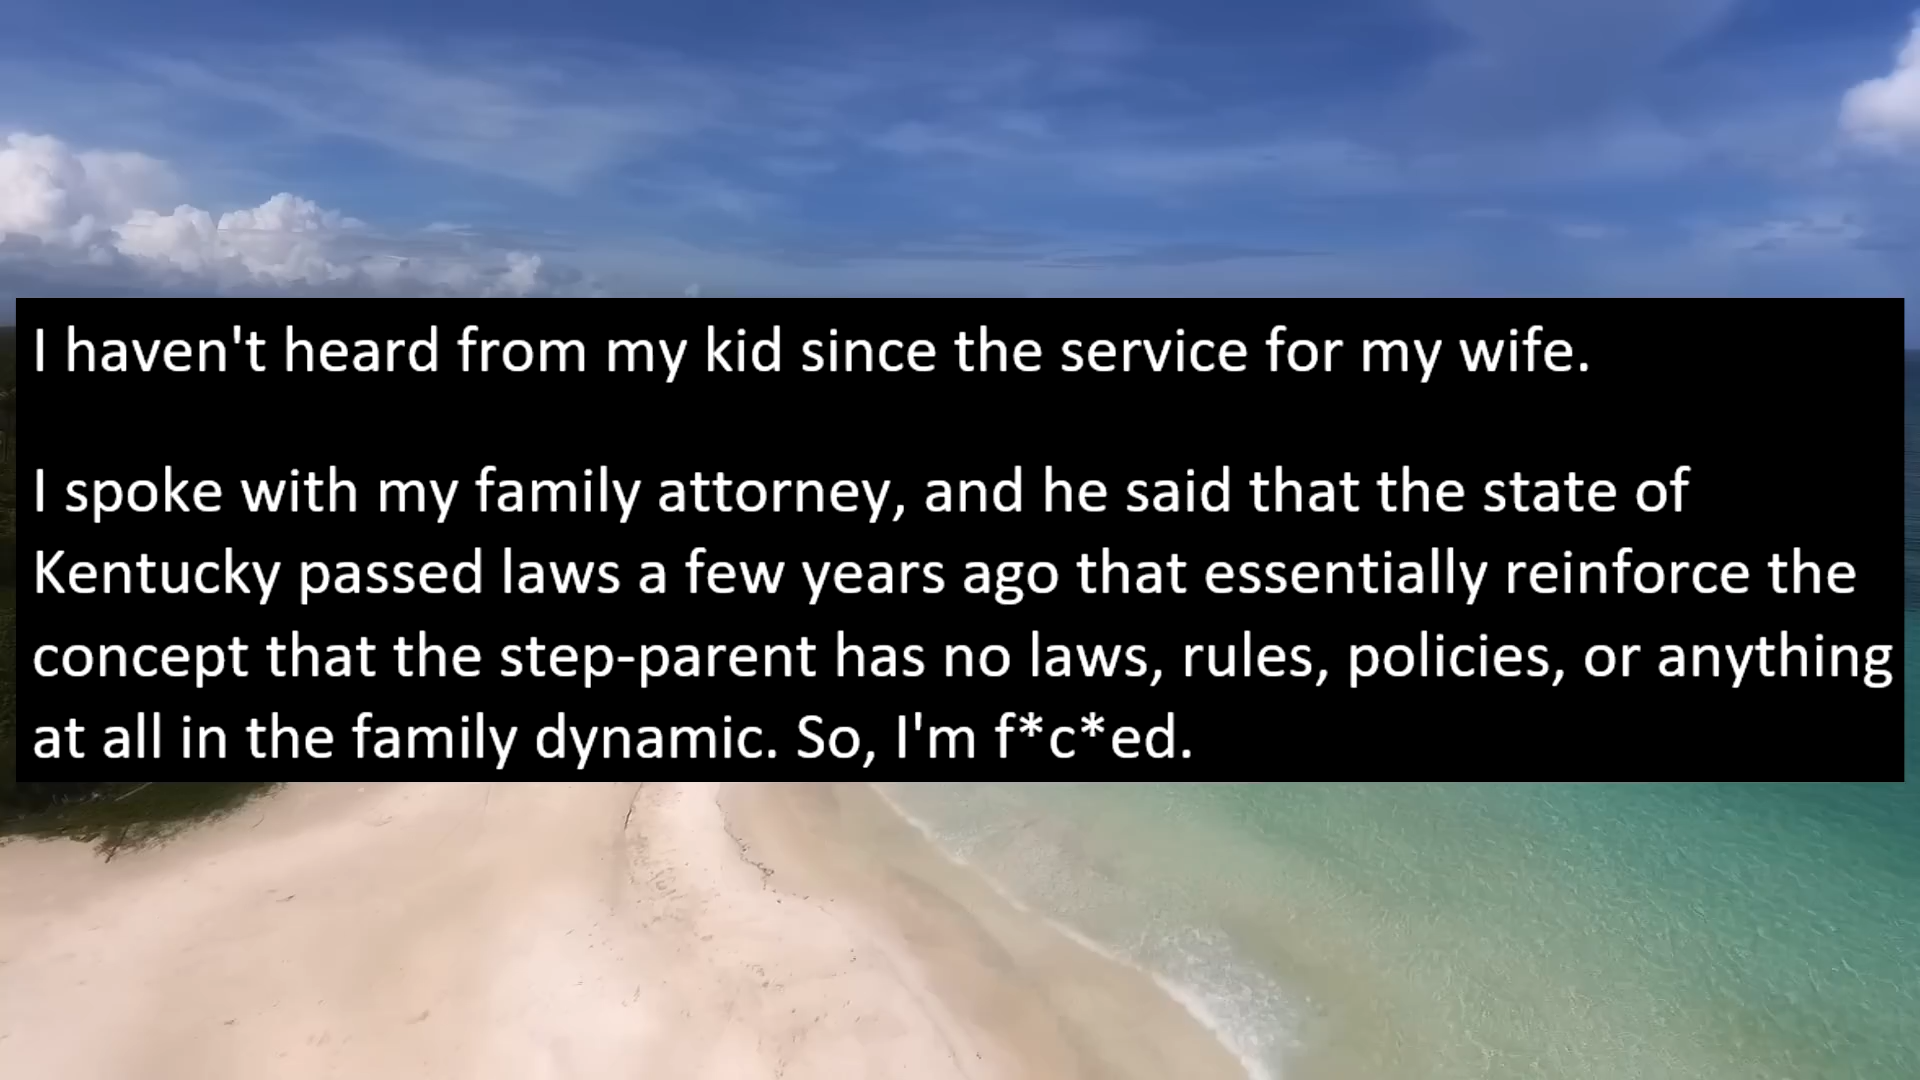 I haven't heard from my kid since the service for my wife.
I spoke with my family attorney, and he said that the state of
Kentucky passed laws a few years ago that essentially reinforce the
concept that the step-parent has no laws, rules, policies, or anything
at all in the family dynamic. So, I'm f*c*ed.